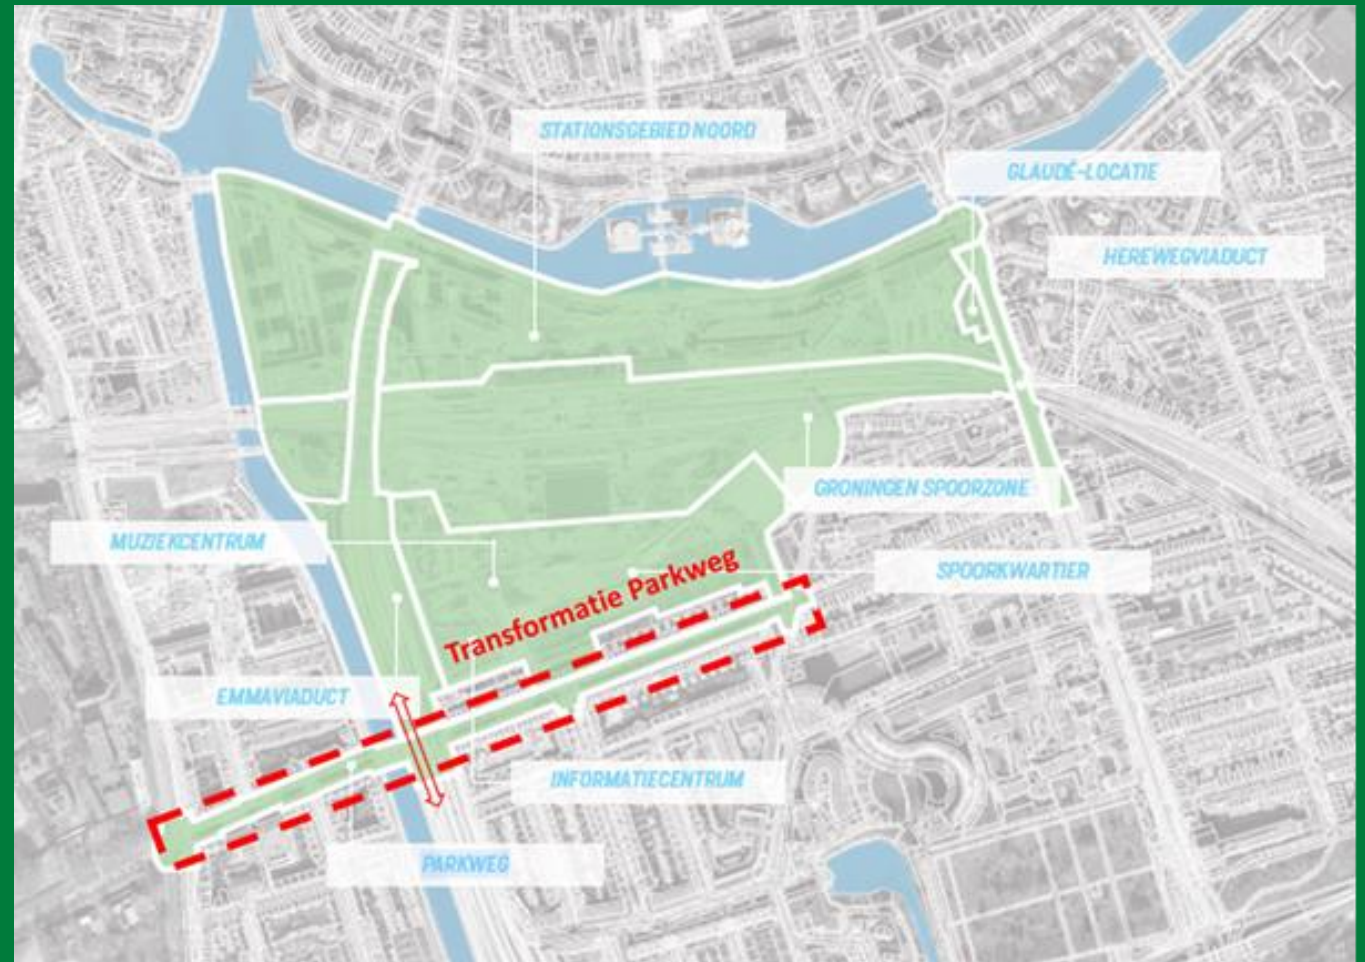 STATIONSGEBIED NOORD
GLAUDÉ-LOCATIE
HEREWEGVIADUCT
GRONINGEN SPOORZONE
MUZIEKCENTRUM
SPOORKWARTIER
Transformatie Parkweg
EMMAVIADUCT
INFORMATIECENTRUM
PARKWEG